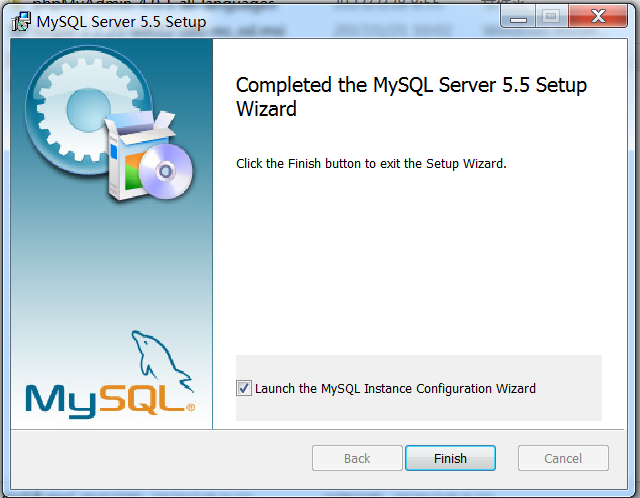 MySQL Server 5.5 Setup
Completed the MySQL Server 5.5 Setup
Wizard
Click the Finish button to exit the Setup Wizard.
MySQL®
Launch the MySQL Instance Configuration Wizard
Back
Finish
Cancel